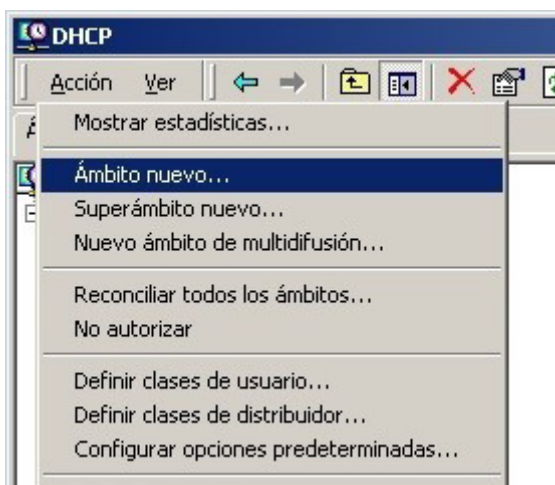 DHCP
Acción Ver
Mostrar estadísticas...
Ámbito nuevo...
Superámbito nuevo...
Nuevo ámbito de multidifusión...
Reconciliar todos los ámbitos...
No autorizar
Definir clases de usuario...
Definir clases de distribuidor...
Configurar opciones predeterminadas...